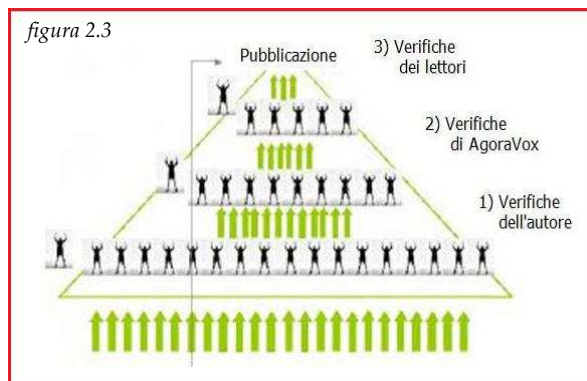 figura 2.3
Pubblicazione
3) Verifiche
dei lettori
2) Verifiche
di AgoraVox
1) Verifiche
dell'autore